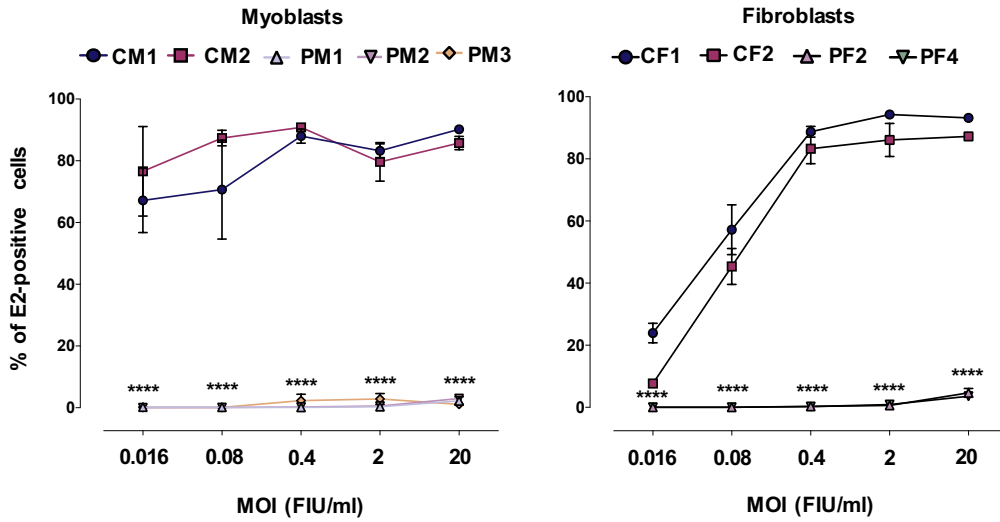 Myoblasts
CM1 CM2 PM1 PM2 PM3
% of E2-positive cells
100
80
60
40
20
0
**** **** **** **** ****
0.016 0.08 0.4 2 20
MOI (FIU/ml)
Fibroblasts
CF1 CF2 PF2 PF4
100
80
60
40
20
0
**** **** **** **** ****
0.016 0.08 0.4 2 20
MOI (FIU/ml)